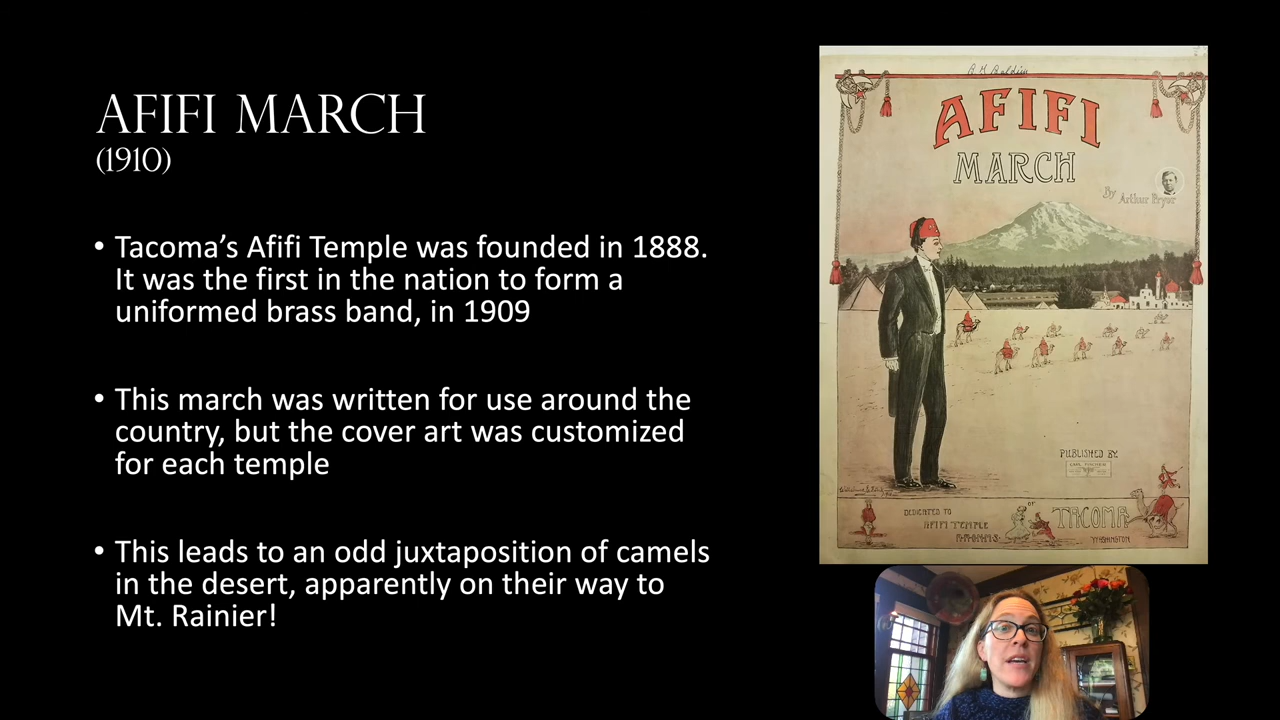 AFIFI MARCH
(1910)
• Tacoma’s Afifi Temple was founded in 1888.
It was the first in the nation to form a
uniformed brass band, in 1909
• This march was written for use around the
country, but the cover art was customized
for each temple
• This leads to an odd juxtaposition of camels
in the desert, apparently on their way to
Mt. Rainier!
AFIFI
MARCH
By Arthur Pryor
PUBLISHED BY
CARL FISCHER
DEDICATED TO
AFIFI TEMPLE
A.A.O.N.M.S.
OF
TACOMA
WASHINGTON